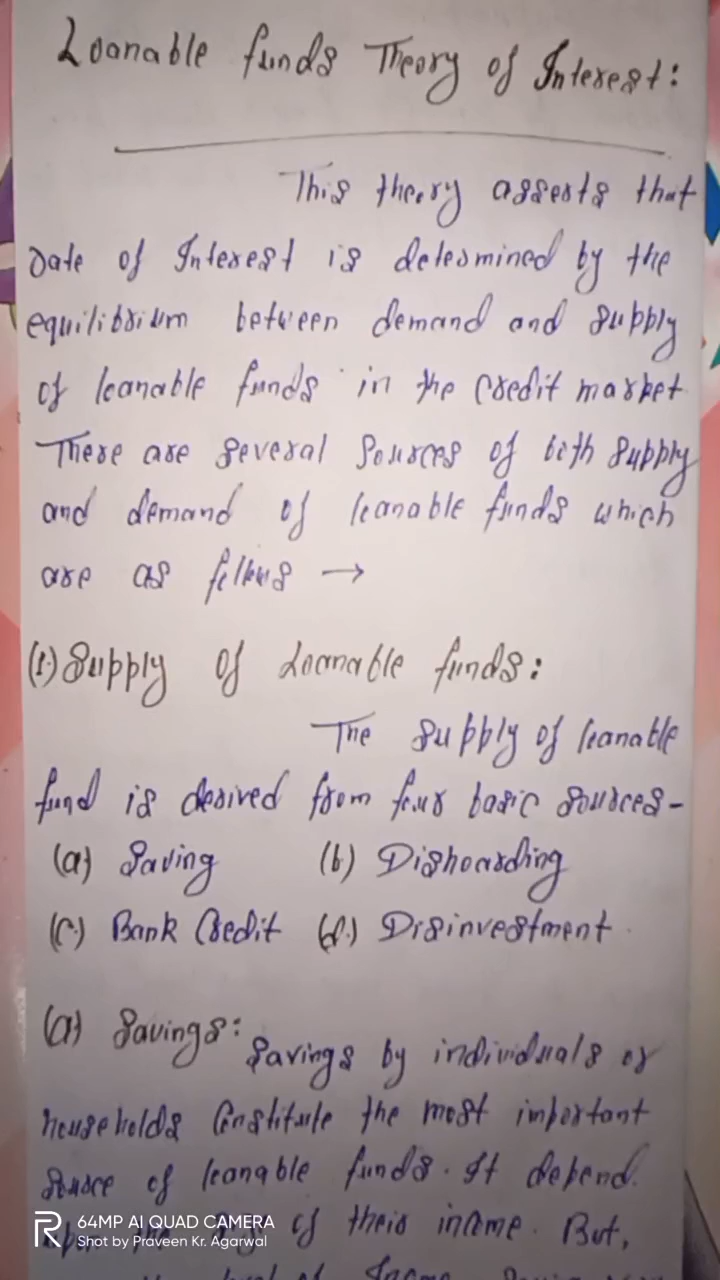 Loanable funds Theory of Interest:
This theory asserts that
rate of Interest is determined by the
equilibrium between demand and supply
of loanable funds in the credit market
There are several sources of both supply
and demand of loanable funds which
are as follows →
(1) Supply of Loanable funds:
The supply of loanable
fund is derived from four basic sources-
(a) Saving (b) Dishoarding
(c) Bank Credit (d) Disinvestment
(a) Savings:
Savings by individuals or
households Constitute the most important
source of loanable funds. It depend
of their income. But,
of Income
64MP AI QUAD CAMERA
Shot by Praveen Kr. Agarwal